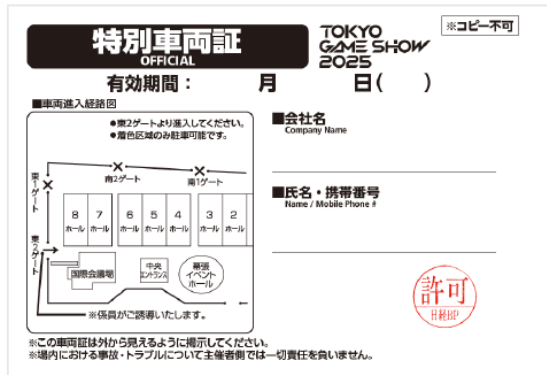 特別車両証
OFFICIAL
TOKYO
GAME SHOW
2025
※コピー不可
有効期間： 月 日( )
■車両進入経路図
●東2ゲートより進入してください。
●着色区域のみ駐車可能です。
東1ゲート
南2ゲート
南1ゲート
8ホール
7ホール
6ホール
5ホール
4ホール
3ホール
2ホール
東2ゲート
国際会議場
中央エントランス
幕張イベントホール
※係員がご誘導いたします。
■会社名
Company Name
■氏名・携帯番号
Name / Mobile Phone #
許可
日経BP
※この車両証は外から見えるように掲示してください。
※場内における事故・トラブルについて主催者側では一切責任を負いません。